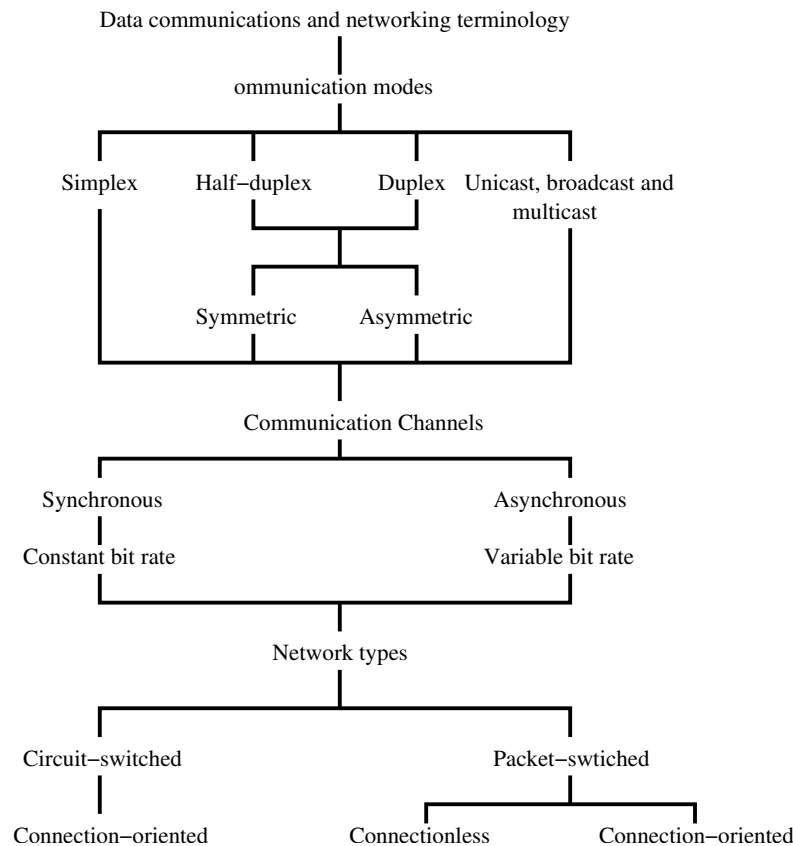 Data communications and networking terminology
ommunication modes
Simplex
Half−duplex
Duplex
Unicast, broadcast and
multicast
Symmetric
Asymmetric
Communication Channels
Synchronous
Asynchronous
Constant bit rate
Variable bit rate
Network types
Circuit−switched
Packet−swtiched
Connection−oriented
Connectionless
Connection−oriented